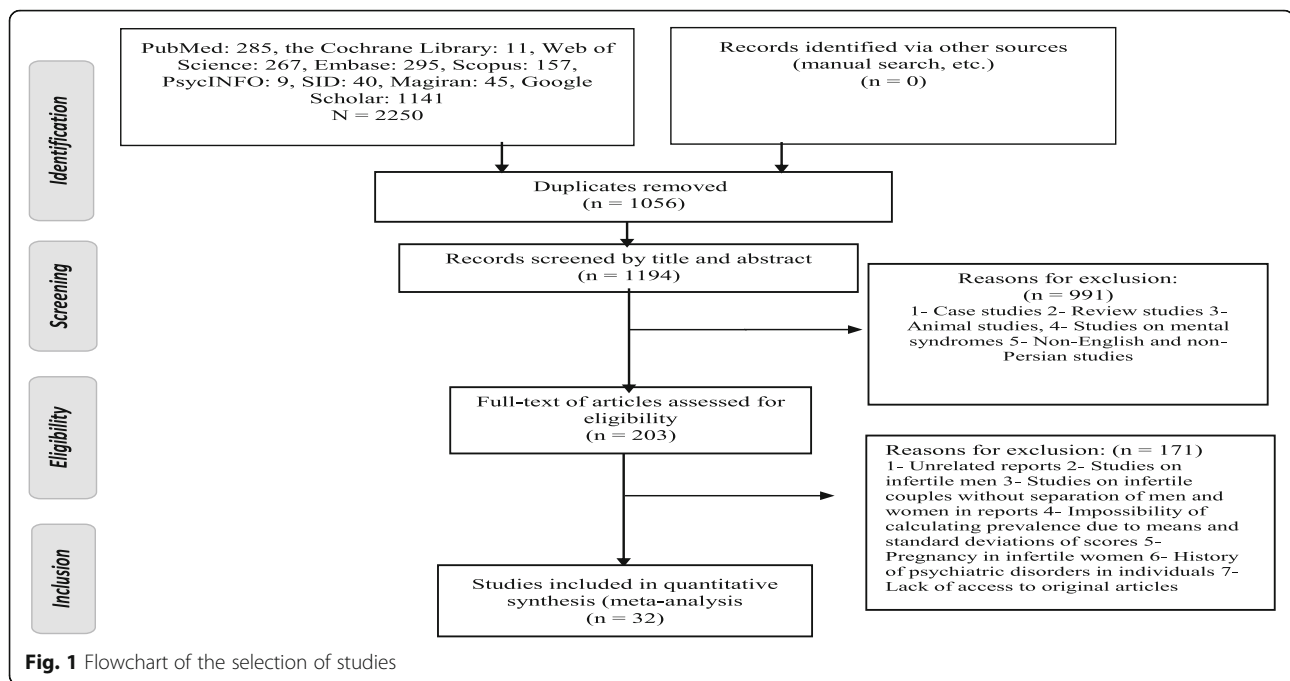 PubMed: 285, the Cochrane Library: 11, Web of
Science: 267, Embase: 295, Scopus: 157,
PsycINFO: 9, SID: 40, Magiran: 45, Google
Scholar: 1141
N = 2250
Records identified via other sources
(manual search, etc.)
(n = 0)
Identification
Duplicates removed
(n = 1056)
Screening
Records screened by title and abstract
(n = 1194)
Reasons for exclusion:
(n = 991)
1- Case studies 2- Review studies 3-
Animal studies, 4- Studies on mental
syndromes 5- Non-English and non-
Persian studies
Eligibility
Full-text of articles assessed for
eligibility
(n = 203)
Reasons for exclusion: (n = 171)
1- Unrelated reports 2- Studies on
infertile men 3- Studies on infertile
couples without separation of men and
women in reports 4- Impossibility of
calculating prevalence due to means and
standard deviations of scores 5-
Pregnancy in infertile women 6- History
of psychiatric disorders in individuals 7-
Lack of access to original articles
Inclusion
Studies included in quantitative
synthesis (meta-analysis
(n = 32)
Fig. 1 Flowchart of the selection of studies